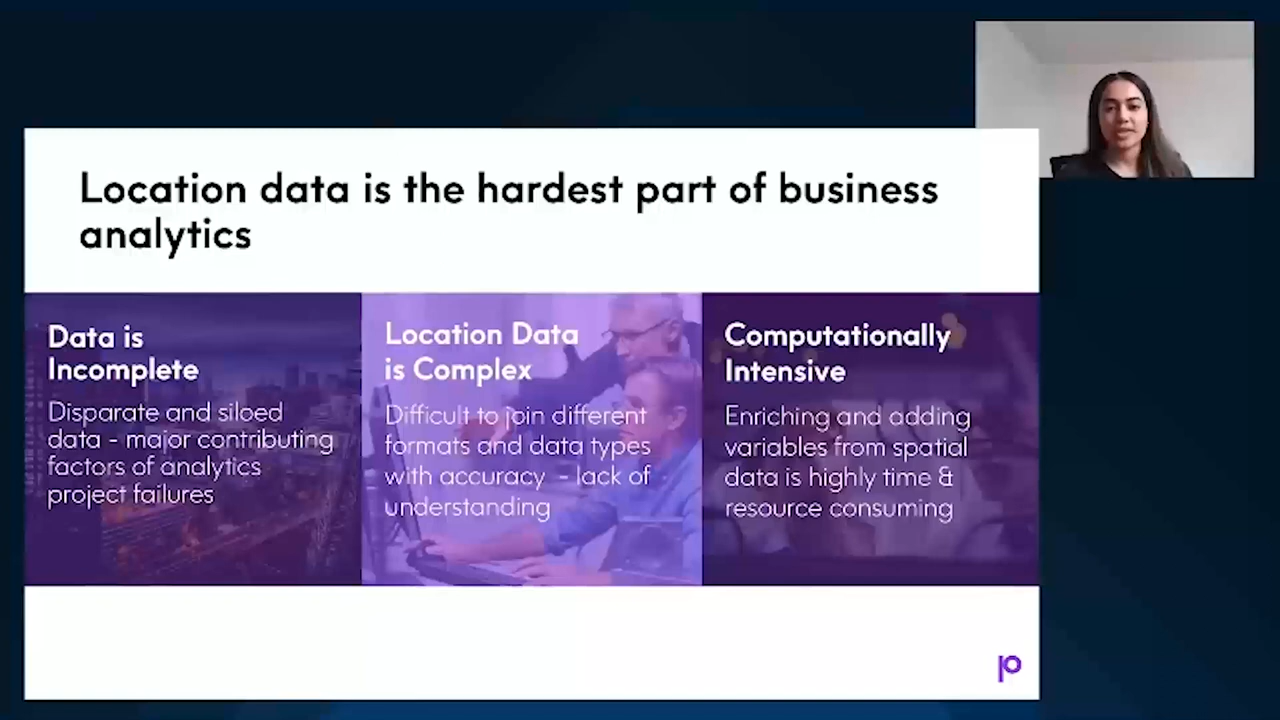 Location data is the hardest part of business
analytics
Data is
Incomplete
Disparate and siloed
data - major contributing
factors of analytics
project failures
Location Data
is Complex
Difficult to join different
formats and data types
with accuracy - lack of
understanding
Computationally
Intensive
Enriching and adding
variables from spatial
data is highly time &
resource consuming